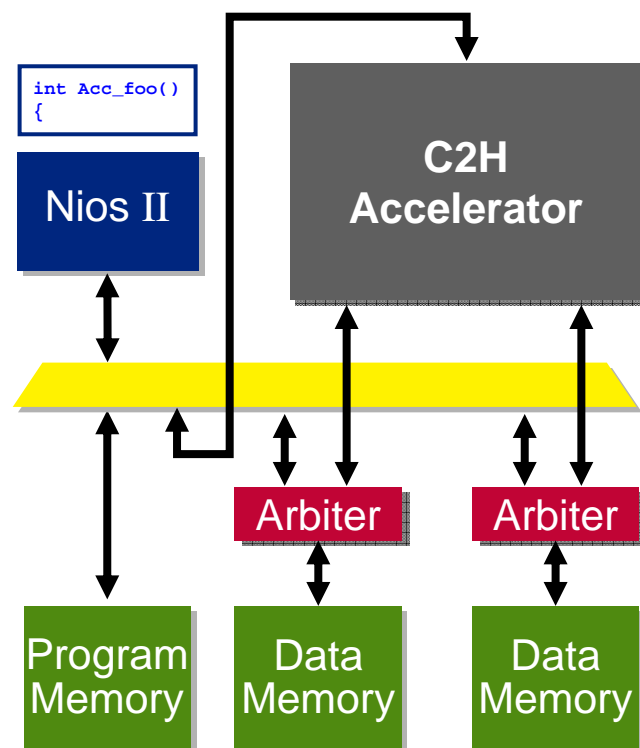 int Acc_foo()
{
Nios II
C2H
Accelerator
Arbiter
Arbiter
Program
Memory
Data
Memory
Data
Memory